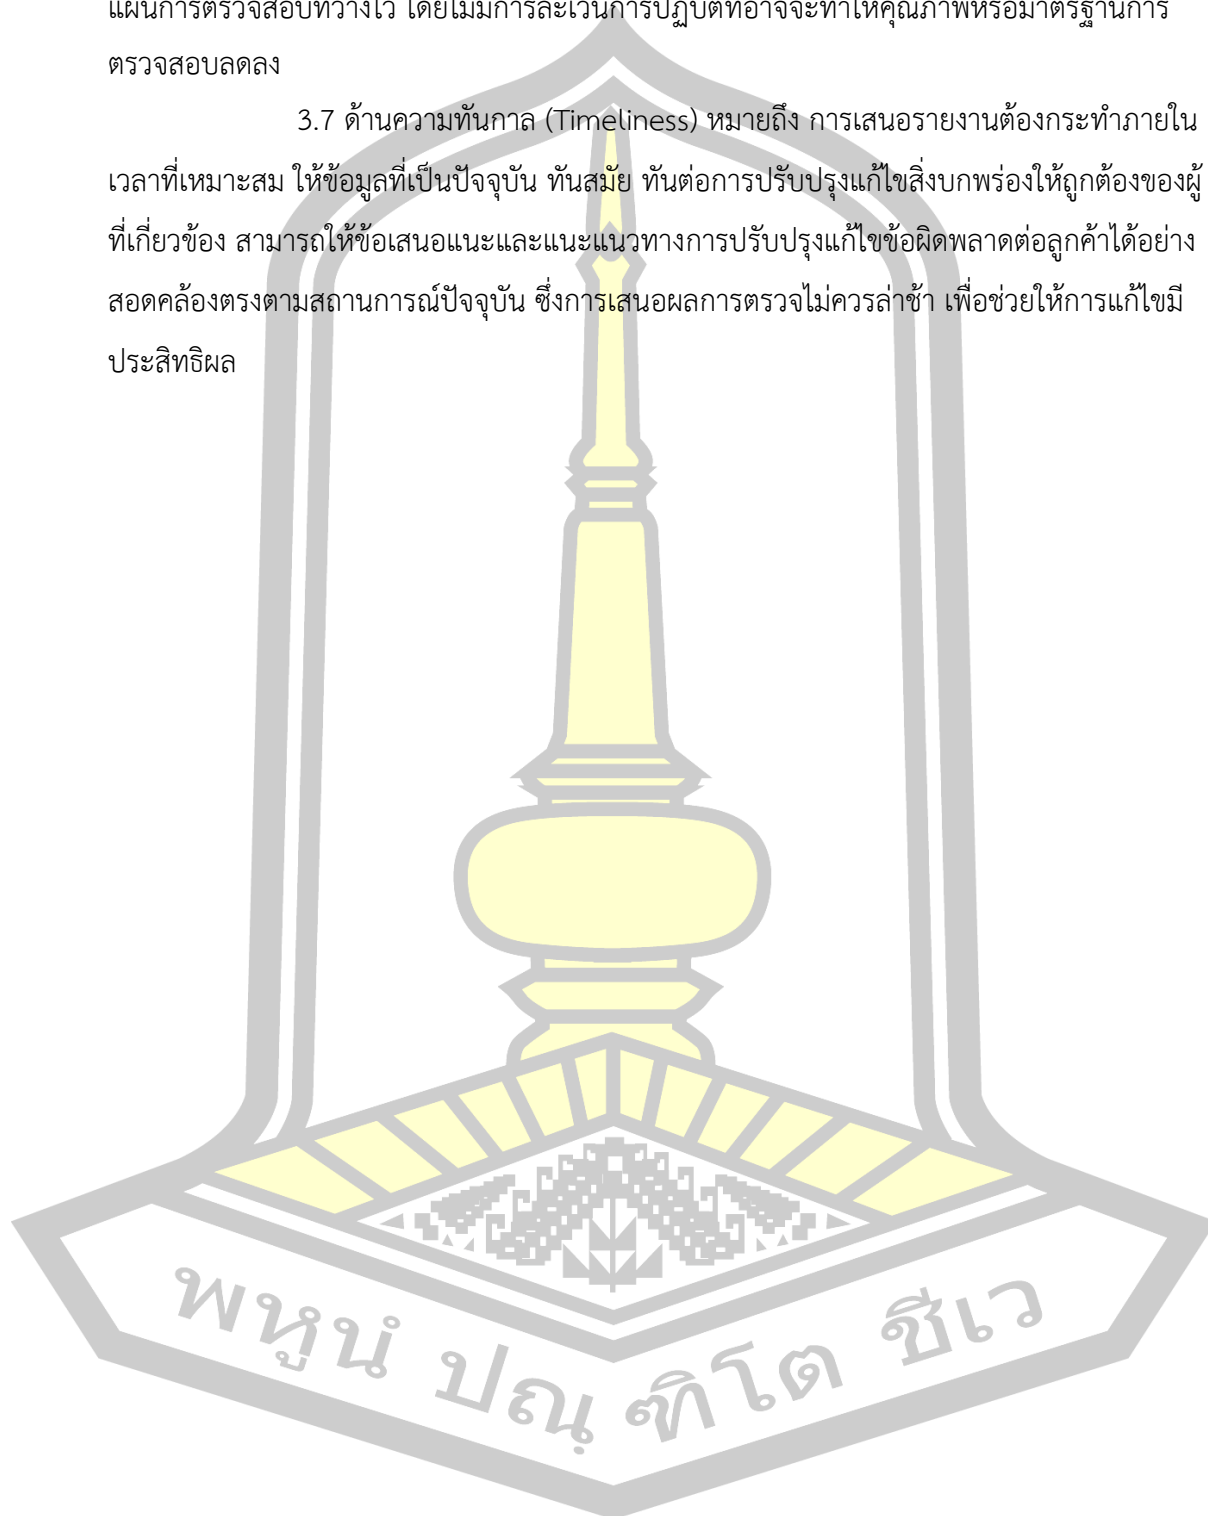 แผนการตรวจสอบที่วางไว้ โดยไม่มีการละเว้นการปฏิบัติที่อาจจะทำให้คุณภาพหรือมาตรฐานการ
ตรวจสอบลดลง
3.7 ด้านความทันกาล (Timeliness) หมายถึง การเสนอรายงานต้องกระทำภายใน
เวลาที่เหมาะสม ให้ข้อมูลที่เป็นปัจจุบัน ทันสมัย ทันต่อการปรับปรุงแก้ไขสิ่งบกพร่องให้ถูกต้องของผู้
ที่เกี่ยวข้อง สามารถให้ข้อเสนอแนะและแนะแนวทางการปรับปรุงแก้ไขข้อผิดพลาดต่อลูกค้าได้อย่าง
สอดคล้องตรงตามสถานการณ์ปัจจุบัน ซึ่งการเสนอผลการตรวจไม่ควรล่าช้า เพื่อช่วยให้การแก้ไขมี
ประสิทธิผล
พหูนํ ปณฺฑิโต ชีเว